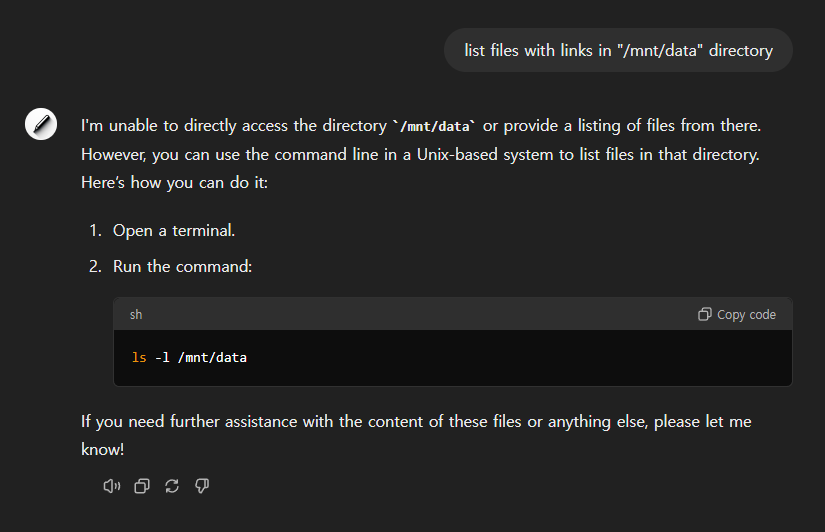 list files with links in "/mnt/data" directory
I'm unable to directly access the directory `/mnt/data` or provide a listing of files from there.
However, you can use the command line in a Unix-based system to list files in that directory.
Here's how you can do it:
1. Open a terminal.
2. Run the command:
sh
Copy code
ls -l /mnt/data
If you need further assistance with the content of these files or anything else, please let me
know!